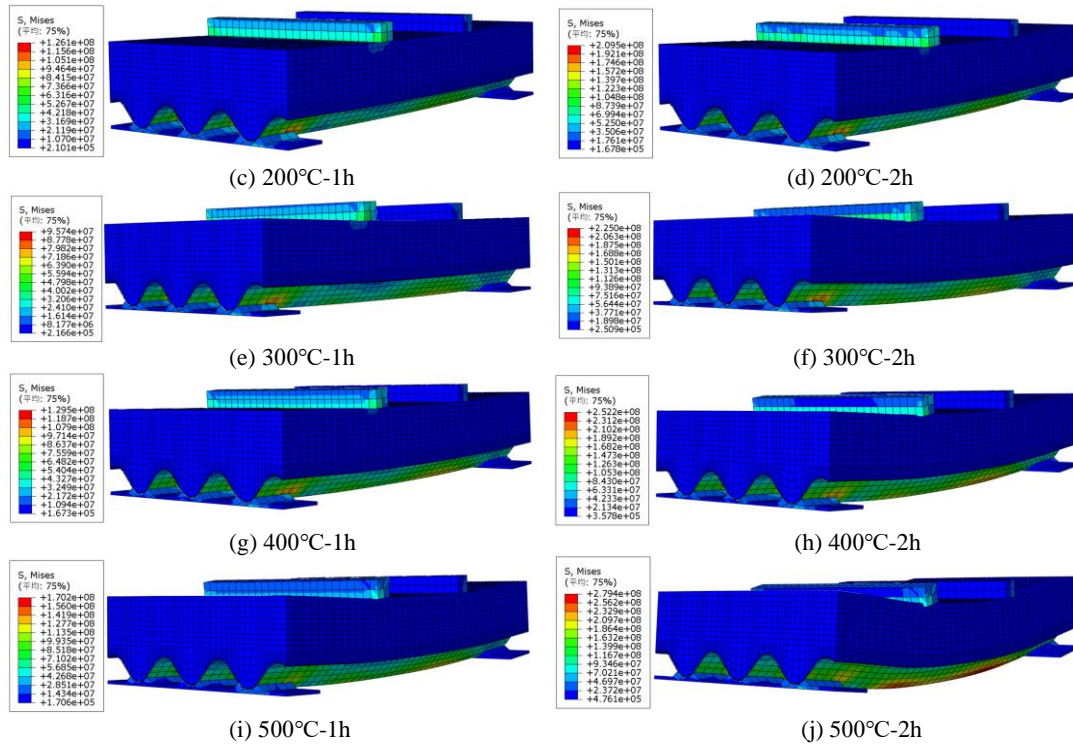 S, Mises
(平均: 75%)
+1.261e+08
+1.156e+08
+1.051e+08
+9.464e+07
+8.415e+07
+7.366e+07
+6.316e+07
+5.267e+07
+4.218e+07
+3.169e+07
+2.119e+07
+1.070e+07
+2.101e+05
(c) 200°C-1h
S, Mises
(平均: 75%)
+2.095e+08
+1.921e+08
+1.746e+08
+1.572e+08
+1.397e+08
+1.223e+08
+1.048e+08
+8.739e+07
+6.994e+07
+5.250e+07
+3.506e+07
+1.761e+07
+1.678e+05
(d) 200°C-2h
S, Mises
(平均: 75%)
+9.574e+07
+8.778e+07
+7.982e+07
+7.186e+07
+6.390e+07
+5.594e+07
+4.798e+07
+4.002e+07
+3.206e+07
+2.410e+07
+1.614e+07
+8.177e+06
+2.166e+05
(e) 300°C-1h
S, Mises
(平均: 75%)
+2.250e+08
+2.063e+08
+1.875e+08
+1.688e+08
+1.501e+08
+1.313e+08
+1.126e+08
+9.389e+07
+7.516e+07
+5.644e+07
+3.771e+07
+1.898e+07
+2.509e+05
(f) 300°C-2h
S, Mises
(平均: 75%)
+1.295e+08
+1.187e+08
+1.079e+08
+9.714e+07
+8.637e+07
+7.559e+07
+6.482e+07
+5.404e+07
+4.327e+07
+3.249e+07
+2.172e+07
+1.094e+07
+1.673e+05
(g) 400°C-1h
S, Mises
(平均: 75%)
+2.522e+08
+2.312e+08
+2.102e+08
+1.892e+08
+1.682e+08
+1.473e+08
+1.263e+08
+1.053e+08
+8.430e+07
+6.331e+07
+4.233e+07
+2.134e+07
+3.578e+05
(h) 400°C-2h
S, Mises
(平均: 75%)
+1.702e+08
+1.560e+08
+1.419e+08
+1.277e+08
+1.135e+08
+9.935e+07
+8.518e+07
+7.102e+07
+5.685e+07
+4.268e+07
+2.851e+07
+1.434e+07
+1.706e+05
(i) 500°C-1h
S, Mises
(平均: 75%)
+2.794e+08
+2.562e+08
+2.329e+08
+2.097e+08
+1.864e+08
+1.632e+08
+1.399e+08
+1.167e+08
+9.346e+07
+7.021e+07
+4.697e+07
+2.372e+07
+4.761e+05
(j) 500°C-2h